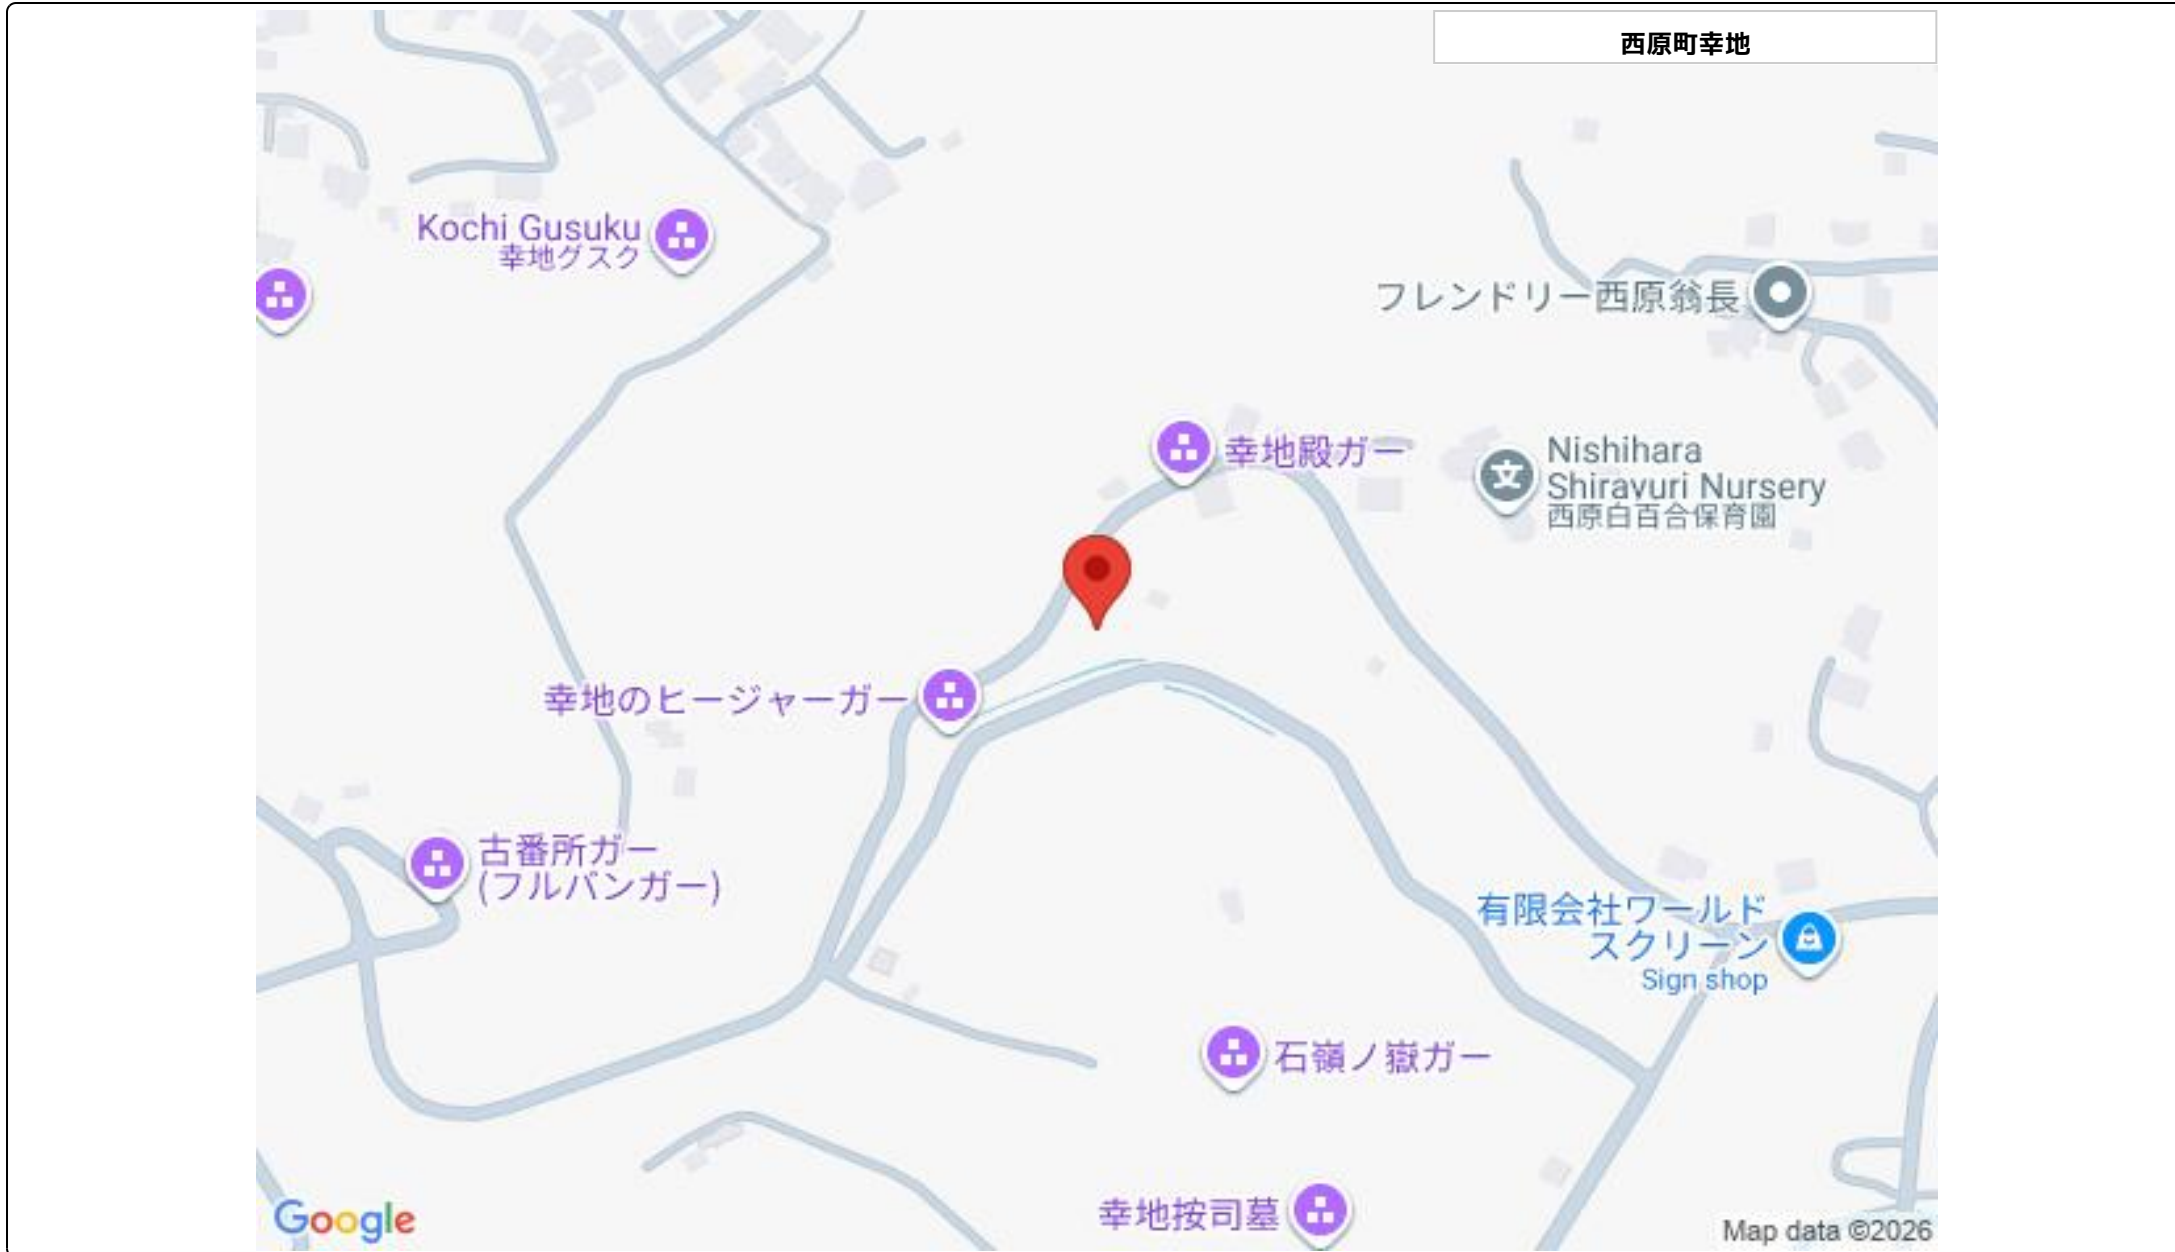 西原町幸地
Kochi Gusuku
幸地グスク
フレンドリー西原翁長
幸地殿ガー
Nishihara
Shirayuri Nursery
西原白百合保育園
幸地のヒージャーガー
古番所ガー
(フルバンガー)
有限会社ワールド
スクリーン
Sign shop
石嶺ノ嶽ガー
幸地按司墓
Google
Map data ©2026